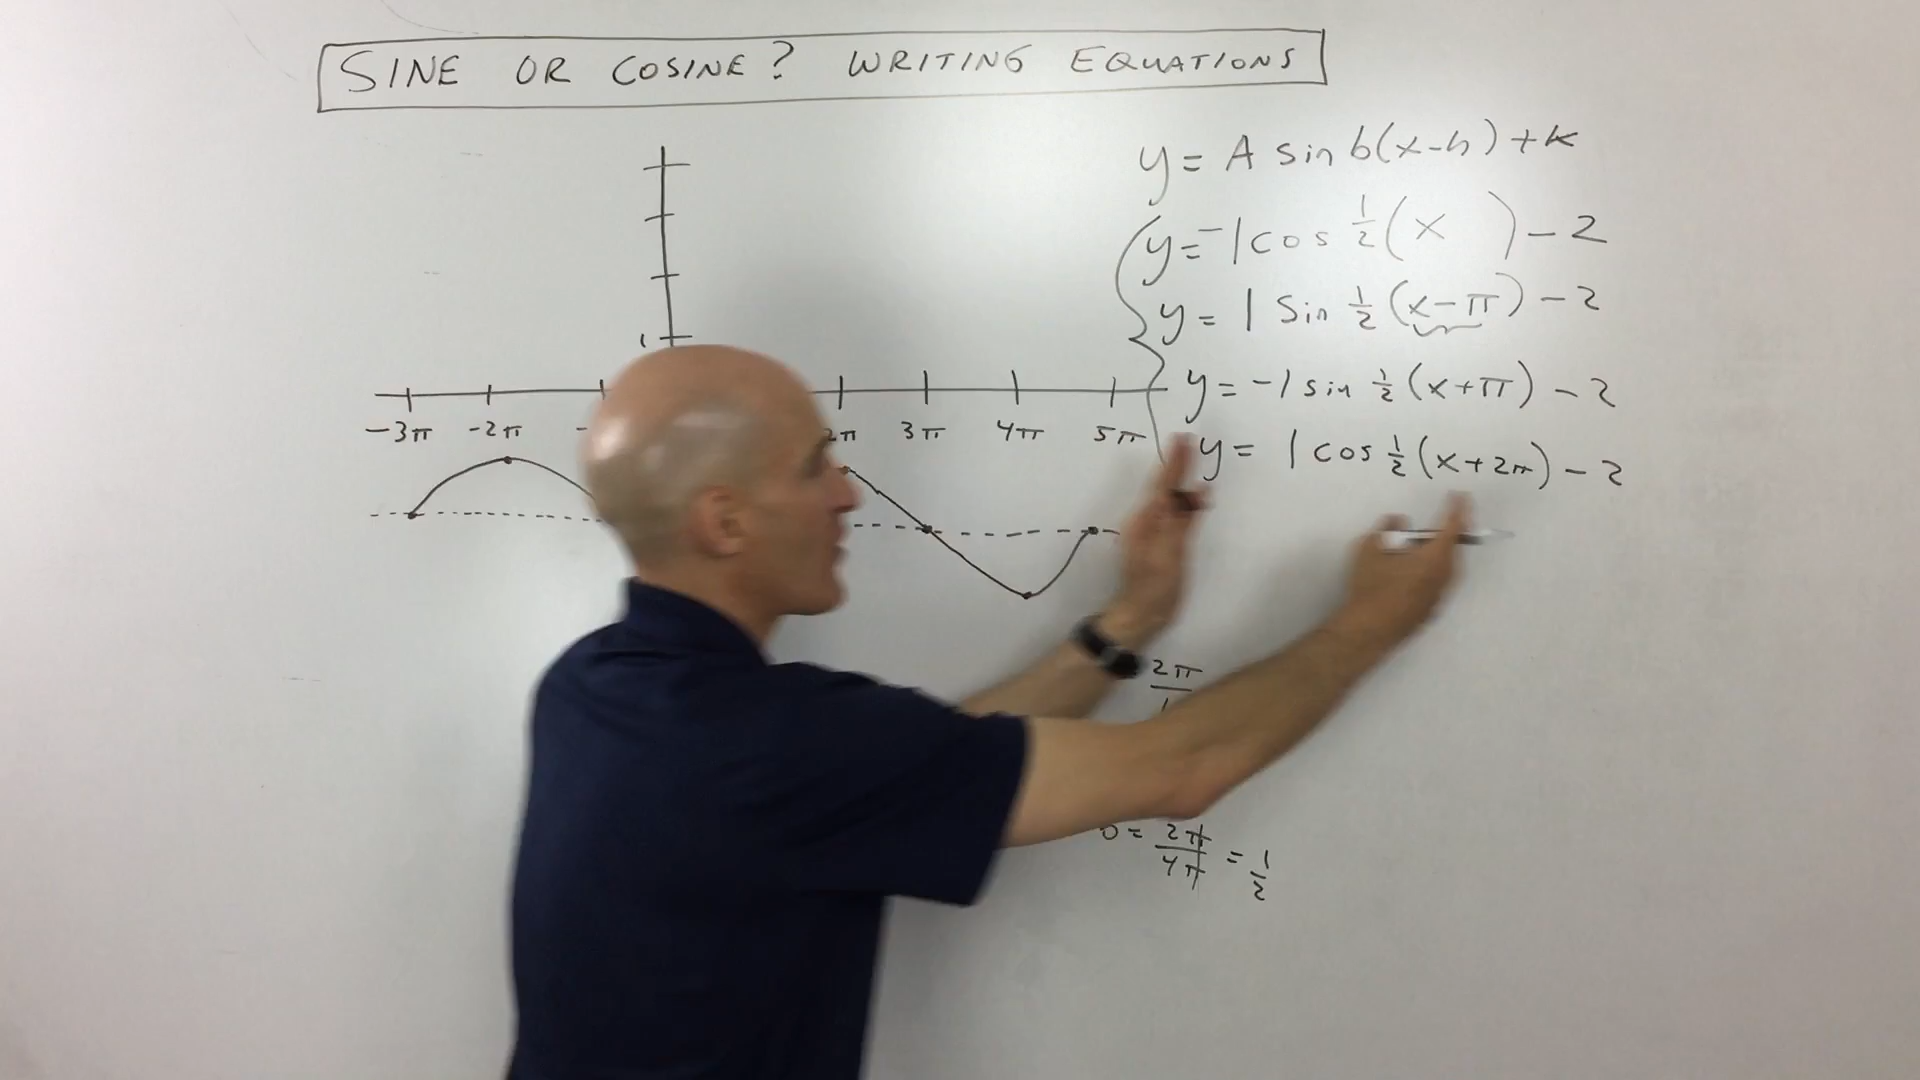 SINE OR COSINE? WRITING EQUATIONS
y = A sin b(x-h) + k
y = -1 cos 1/2 (x ) - 2
y = 1 sin 1/2 (x - π) - 2
y = -1 sin 1/2 (x + π) - 2
y = 1 cos 1/2 (x + 2π) - 2
1
-3π -2π - 2π 3π 4π 5π
2π
= 2π/4π = 1/2